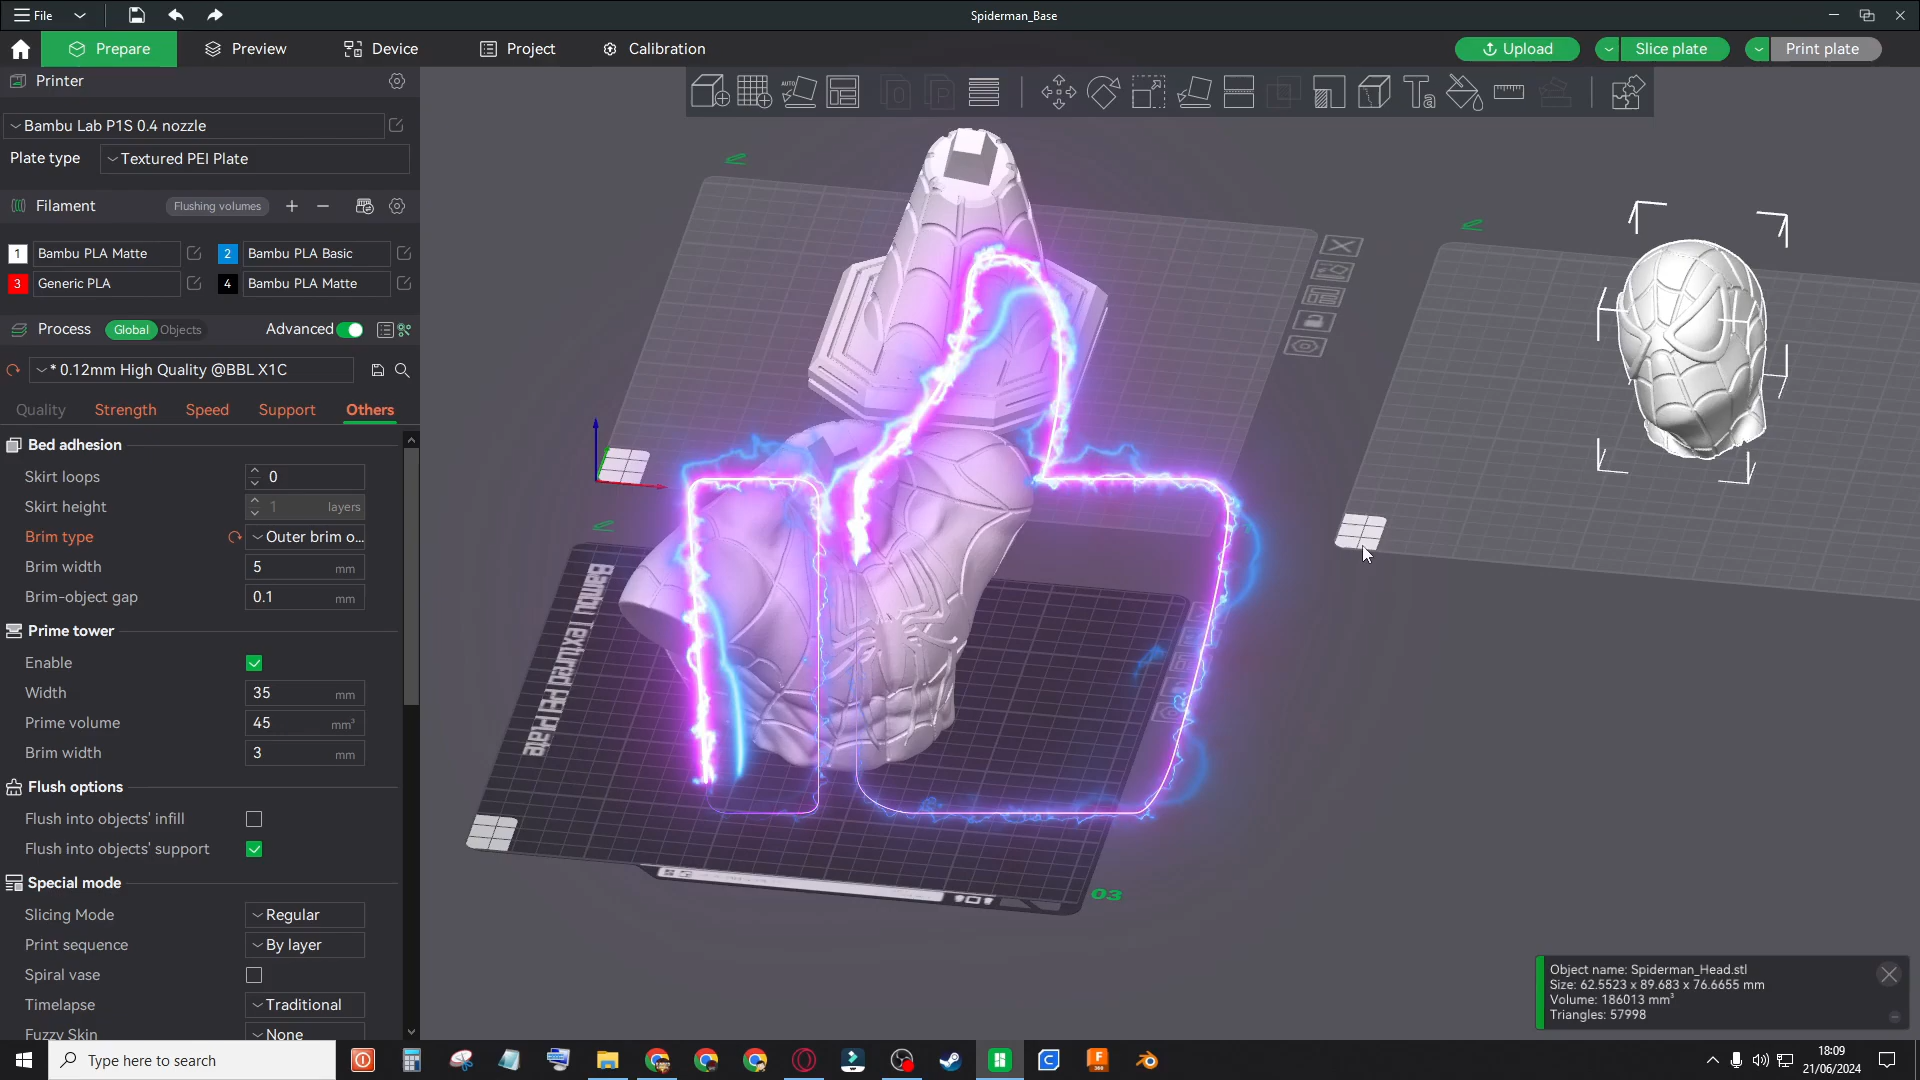 File
Spiderman_Base
Prepare
Preview
Device
Project
Calibration
Upload
Slice plate
Print plate
Printer
Bambu Lab P1S 0.4 nozzle
Plate type
Textured PEI Plate
Filament
Flushing volumes
1 Bambu PLA Matte
2 Bambu PLA Basic
3 Generic PLA
4 Bambu PLA Matte
Process
Global
Objects
Advanced
* 0.12mm High Quality @BBL X1C
Quality
Strength
Speed
Support
Others
Bed adhesion
Skirt loops 0
Skirt height 1 layers
Brim type Outer brim o...
Brim width 5 mm
Brim-object gap 0.1 mm
Prime tower
Enable
Width 35 mm
Prime volume 45 mm³
Brim width 3 mm
Flush options
Flush into objects' infill
Flush into objects' support
Special mode
Slicing Mode Regular
Print sequence By layer
Spiral vase
Timelapse Traditional
Fuzzy Skin None
AUTO
Bambu Textured PEI Plate
03
Object name: Spiderman_Head.stl
Size: 62.5523 x 89.683 x 76.6655 mm
Volume: 186013 mm³
Triangles: 57998
Type here to search
18:09
21/06/2024